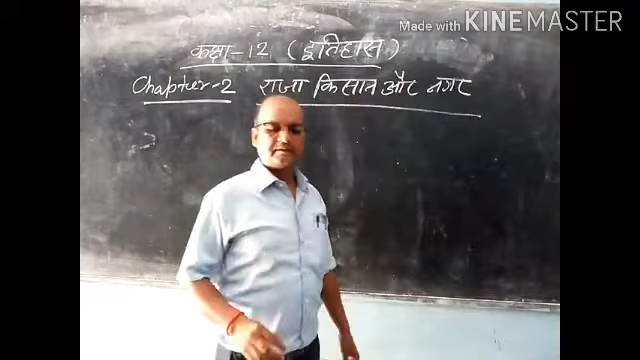 Made with KINEMASTER
कक्षा-12 (इतिहास)
Chapter-2 राजा किसान और नगर